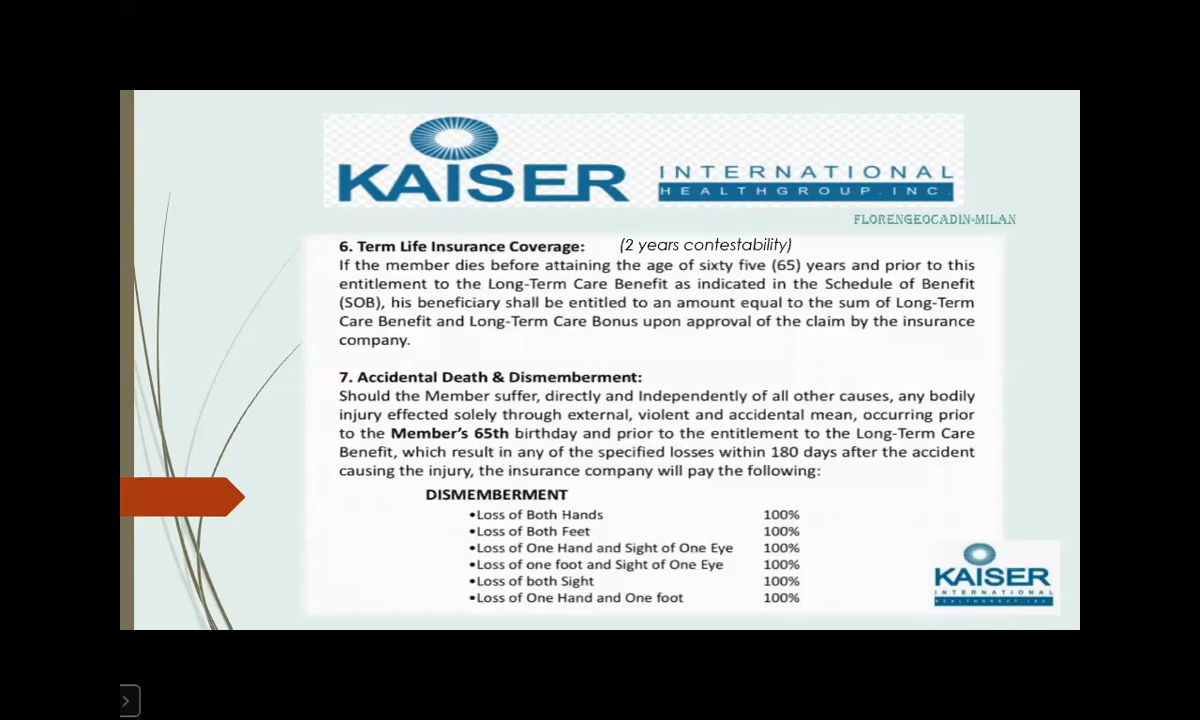 KAISER INTERNATIONAL
HEALTHGROUP.INC.
FLORENGEOCADIN-MILAN
6. Term Life Insurance Coverage: (2 years contestability)
If the member dies before attaining the age of sixty five (65) years and prior to this
entitlement to the Long-Term Care Benefit as indicated in the Schedule of Benefit
(SOB), his beneficiary shall be entitled to an amount equal to the sum of Long-Term
Care Benefit and Long-Term Care Bonus upon approval of the claim by the insurance
company.
7. Accidental Death & Dismemberment:
Should the Member suffer, directly and Independently of all other causes, any bodily
injury effected solely through external, violent and accidental mean, occurring prior
to the Member's 65th birthday and prior to the entitlement to the Long-Term Care
Benefit, which result in any of the specified losses within 180 days after the accident
causing the injury, the insurance company will pay the following:
DISMEMBERMENT
•Loss of Both Hands 100%
•Loss of Both Feet 100%
•Loss of One Hand and Sight of One Eye 100%
•Loss of one foot and Sight of One Eye 100%
•Loss of both Sight 100%
•Loss of One Hand and One foot 100%
KAISER
INTERNATIONAL
HEALTHGROUP.INC.